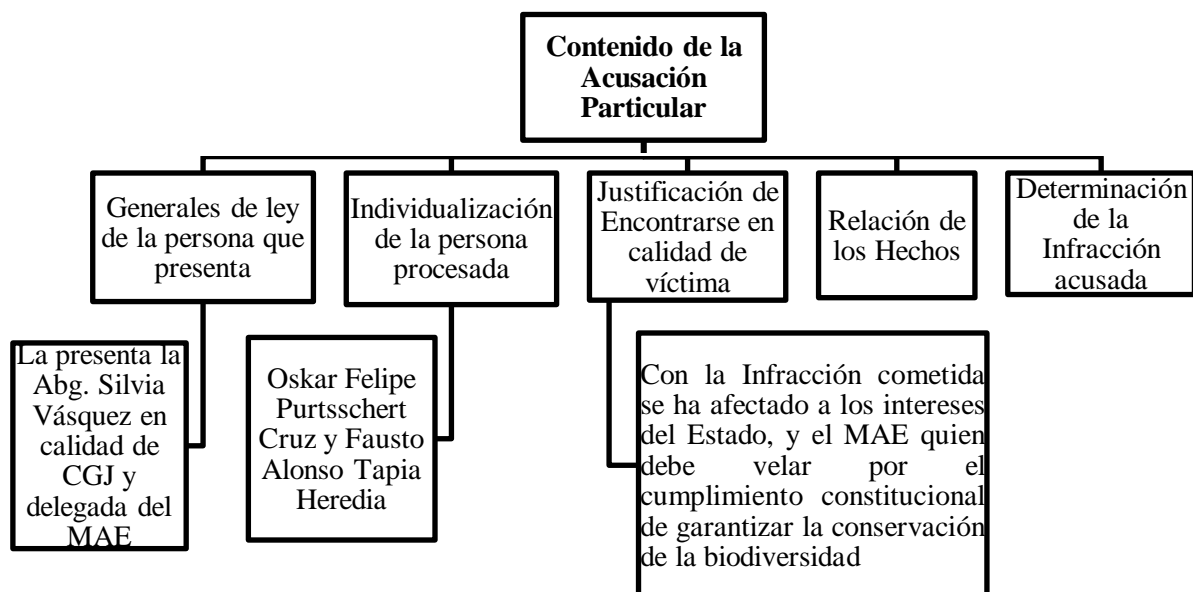 Contenido de la
Acusación
Particular
Generales de ley
de la persona que
presenta
Individualización
de la persona
procesada
Justificación de
Encontrarse en
calidad de
víctima
Relación de
los Hechos
Determinación
de la
Infracción
acusada
La presenta la
Abg. Silvia
Vásquez en
calidad de
CGJ y
delegada del
MAE
Oskar Felipe
Purtsschert
Cruz y Fausto
Alonso Tapia
Heredia
Con la Infracción cometida
se ha afectado a los intereses
del Estado, y el MAE quien
debe velar por el
cumplimiento constitucional
de garantizar la conservación
de la biodiversidad